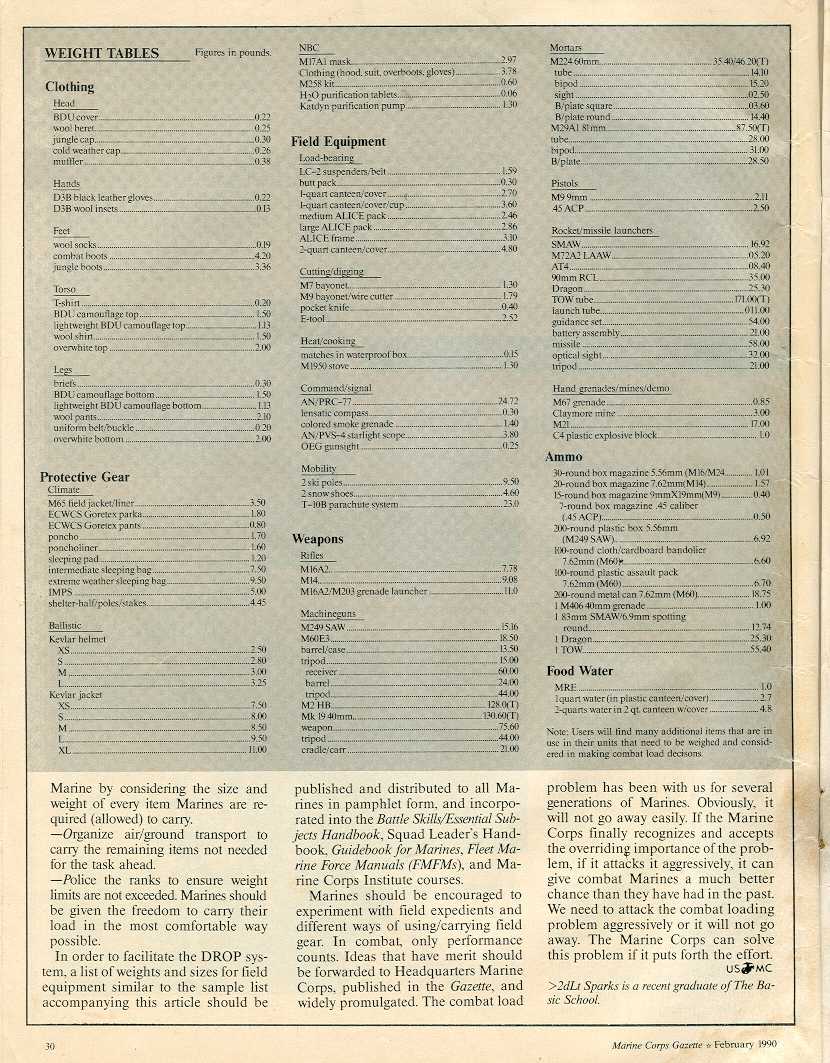 WEIGHT TABLES Figures in pounds.
Clothing
Head
BDU cover 0.22
wool beret 0.25
jungle cap 0.30
cold weather cap 0.26
muffler 0.38
Hands
D3B black leather gloves 0.22
D3B wool insets 0.13
Feet
wool socks 0.19
combat boots 4.20
jungle boots 3.36
Torso
T-shirt 0.20
BDU camouflage top 1.50
lightweight BDU camouflage top 1.13
wool shirt 1.50
overwhite top 2.00
Legs
briefs 0.30
BDU camouflage bottom 1.50
lightweight BDU camouflage bottom 1.13
wool pants 2.10
uniform belt/buckle 0.20
overwhite bottom 2.00
Protective Gear
Climate
M65 field jacket/liner 3.50
ECWCS Goretex parka 1.80
ECWCS Goretex pants 0.80
poncho 1.70
poncholiner 1.60
sleeping pad 1.20
intermediate sleeping bag 7.50
extreme weather sleeping bag 9.50
IMPS 5.00
shelter-half/poles/stakes 4.45
Ballistic
Kevlar helmet
XS 2.50
S 2.80
M 3.00
L 3.25
Kevlar jacket
XS 7.50
S 8.00
M 8.50
L 9.50
XL 11.00
NBC
M17A1 mask 2.97
Clothing (hood, suit, overboots, gloves) 3.78
M258 kit 0.60
H2O purification tablets 0.06
Katdyn purification pump 1.30
Field Equipment
Load-bearing
LC-2 suspenders/belt 1.59
butt pack 0.30
1-quart canteen/cover 2.70
1-quart canteen/cover/cup 3.60
medium ALICE pack 2.46
large ALICE pack 2.86
ALICE frame 3.10
2-quart canteen/cover 4.80
Cutting/digging
M7 bayonet 1.30
M9 bayonet/wire cutter 1.79
pocket knife 0.40
E-tool 2.52
Heat/cooking
matches in waterproof box 0.15
M1950 stove 1.30
Command/signal
AN/PRC-77 24.72
lensatic compass 0.30
colored smoke grenade 1.40
AN/PVS-4 starlight scope 3.80
OEG gunsight 0.25
Mobility
2 ski poles 9.50
2 snow shoes 4.60
T-10B parachute system 23.0
Weapons
Rifles
M16A2 7.78
M14 9.08
M16A2/M203 grenade launcher 11.0
Machineguns
M249 SAW 15.16
M60E3 18.50
barrel/case 13.50
tripod 15.00
receiver 60.00
barrel 24.00
tripod 44.00
M2 HB 128.0(T)
Mk 19 40mm 130.60(T)
weapon 75.60
tripod 44.00
cradle/carr 21.00
Mortars
M224 60mm 35.40/46.20(T)
tube 14.10
bipod 15.20
sight 02.50
B/plate square 03.60
B/plate round 14.40
M29A1 81mm 87.50(T)
tube 28.00
bipod 31.00
B/plate 28.50
Pistols
M9 9mm 2.11
.45 ACP 2.50
Rocket/missile launchers
SMAW 16.92
M72A2 LAAW 05.20
AT4 08.40
90mm RCL 35.00
Dragon 25.30
TOW tube 171.00(T)
launch tube 011.00
guidance set 54.00
battery assembly 21.00
missile 58.00
optical sight 32.00
tripod 21.00
Hand grenades/mines/demo
M67 grenade 0.85
Claymore mine 3.00
M21 17.00
C4 plastic explosive block 1.0
Ammo
30-round box magazine 5.56mm (M16/M24 1.01
20-round box magazine 7.62mm(M14) 1.57
15-round box magazine 9mmX19mm(M9) 0.40
7-round box magazine .45 caliber
(.45 ACP) 0.50
200-round plastic box 5.56mm
(M249 SAW) 6.92
100-round cloth/cardboard bandolier
7.62mm (M60) 6.60
100-round plastic assault pack
7.62mm (M60) 6.70
200-round metal can 7.62mm (M60) 18.75
1 M406 40mm grenade 1.00
1 83mm SMAW/6.9mm spotting
round 12.74
1 Dragon 25.30
1 TOW 55.40
Food Water
MRE 1.0
1quart water (in plastic canteen/cover) 2.7
2-quarts water in 2 qt. canteen w/cover 4.8
Note: Users will find many additional items that are in
use in their units that need to be weighed and consid-
ered in making combat load decisons.
Marine by considering the size and
weight of every item Marines are re-
quired (allowed) to carry.
—Organize air/ground transport to
carry the remaining items not needed
for the task ahead.
—Police the ranks to ensure weight
limits are not exceeded. Marines should
be given the freedom to carry their
load in the most comfortable way
possible.
In order to facilitate the DROP sys-
tem, a list of weights and sizes for field
equipment similar to the sample list
accompanying this article should be
published and distributed to all Ma-
rines in pamphlet form, and incorpo-
rated into the Battle Skills/Essential Sub-
jects Handbook, Squad Leader's Hand-
book, Guidebook for Marines, Fleet Ma-
rine Force Manuals (FMFMs), and Ma-
rine Corps Institute courses.
Marines should be encouraged to
experiment with field expedients and
different ways of using/carrying field
gear. In combat, only performance
counts. Ideas that have merit should
be forwarded to Headquarters Marine
Corps, published in the Gazette, and
widely promulgated. The combat load
problem has been with us for several
generations of Marines. Obviously, it
will not go away easily. If the Marine
Corps finally recognizes and accepts
the overriding importance of the prob-
lem, if it attacks it aggressively, it can
give combat Marines a much better
chance than they have had in the past.
We need to attack the combat loading
problem aggressively or it will not go
away. The Marine Corps can solve
this problem if it puts forth the effort.
US MC
>2dLt Sparks is a recent graduate of The Ba-
sic School.
30
Marine Corps Gazette ☆ February 1990